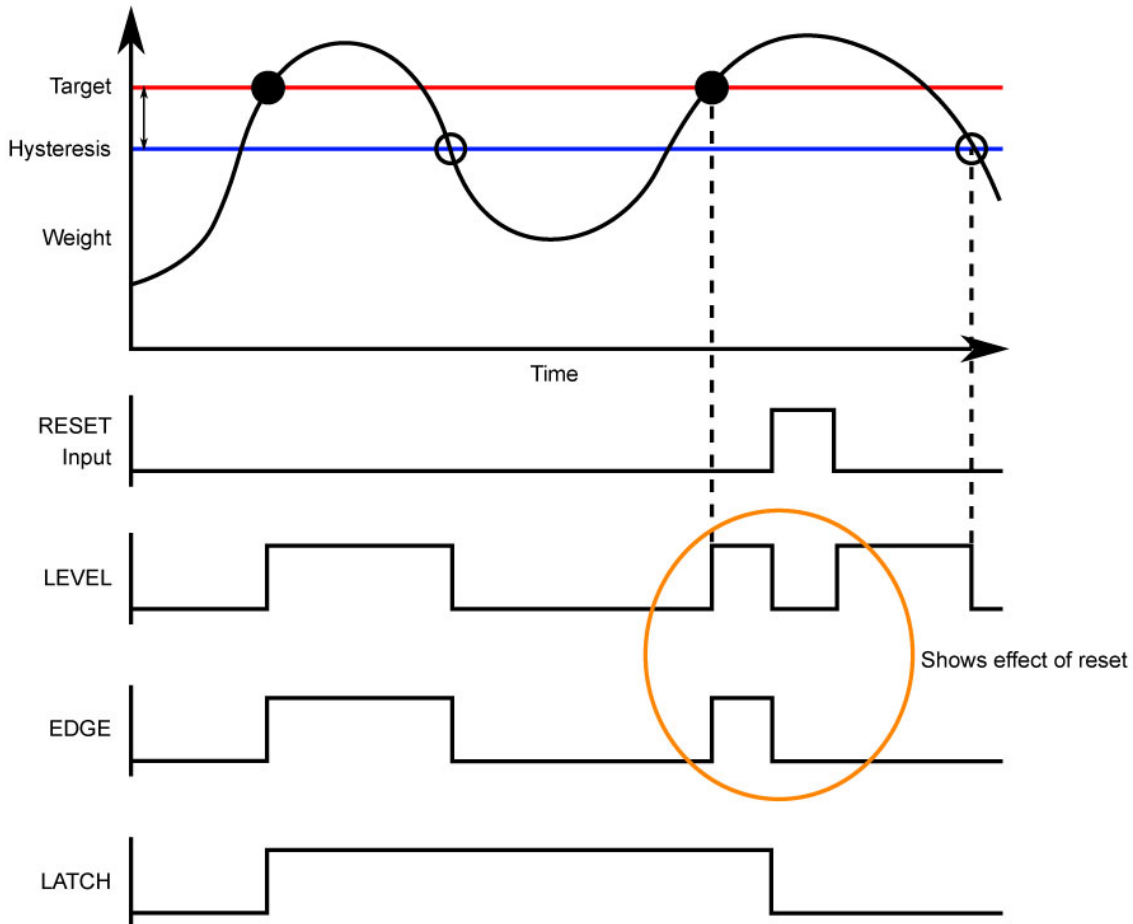 Target
Hysteresis
Weight
Time
RESET
Input
LEVEL
Shows effect of reset
EDGE
LATCH